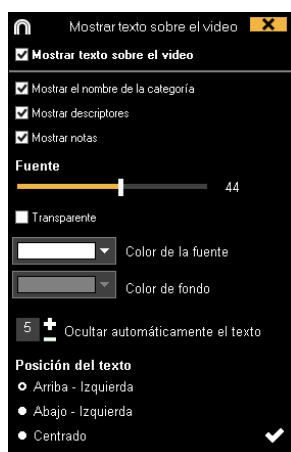 Mostrar texto sobre el video
Mostrar texto sobre el video
Mostrar el nombre de la categoría
Mostrar descriptores
Mostrar notas
Fuente
44
Transparente
Color de la fuente
Color de fondo
5 Ocultar automáticamente el texto
Posición del texto
Arriba - Izquierda
Abajo - Izquierda
Centrado